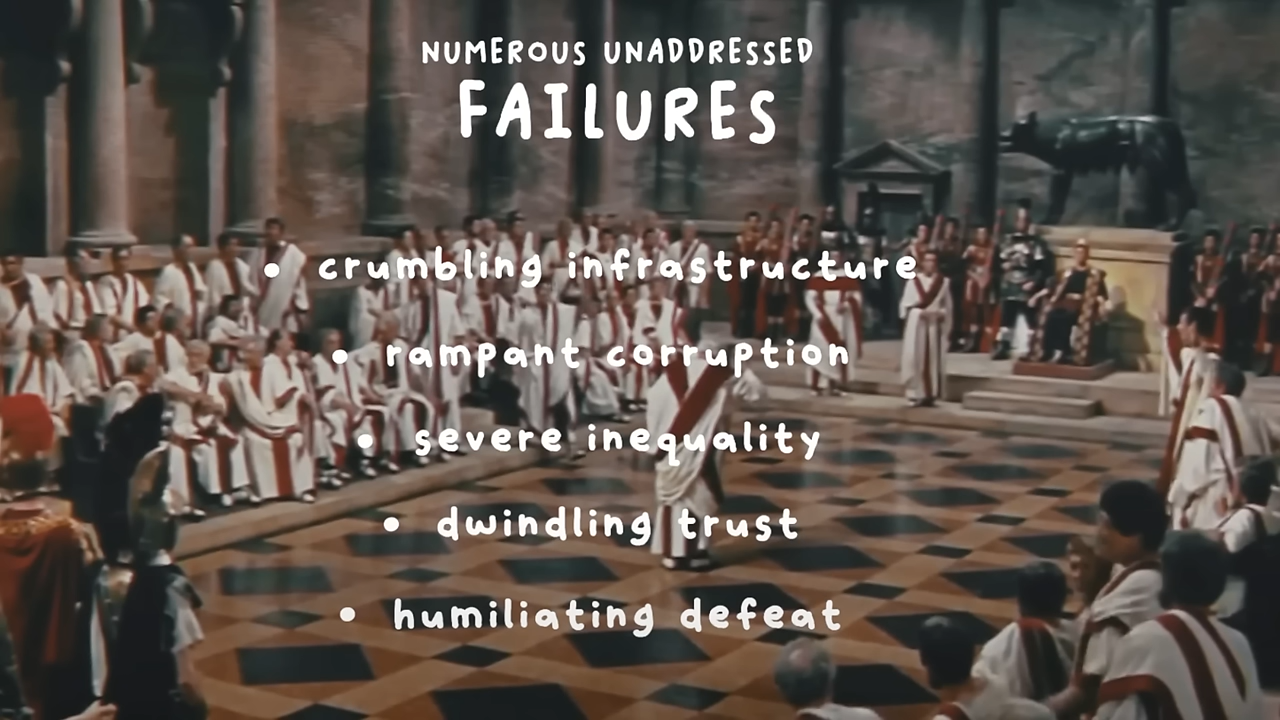 NUMEROUS UNADDRESSED
FAILURES
• crumbling infrastructure
• rampant corruption
• severe inequality
• dwindling trust
• humiliating defeat